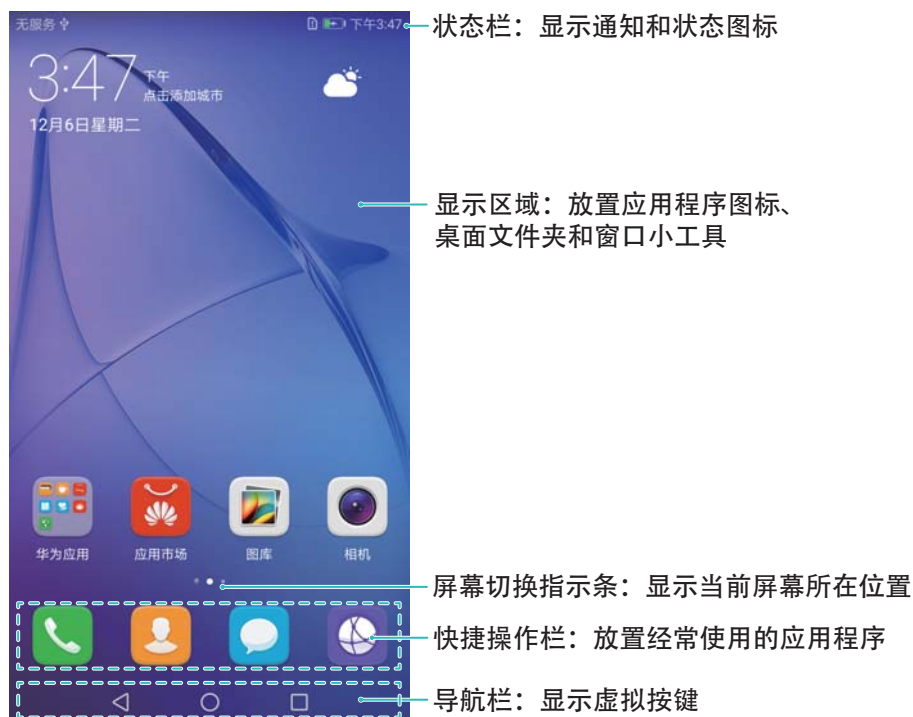 无服务 下午3:47
状态栏：显示通知和状态图标
3:47 下午
点击添加城市
12月6日星期二
显示区域：放置应用程序图标、
桌面文件夹和窗口小工具
华为应用 应用市场 图库 相机
屏幕切换指示条：显示当前屏幕所在位置
快捷操作栏：放置经常使用的应用程序
导航栏：显示虚拟按键